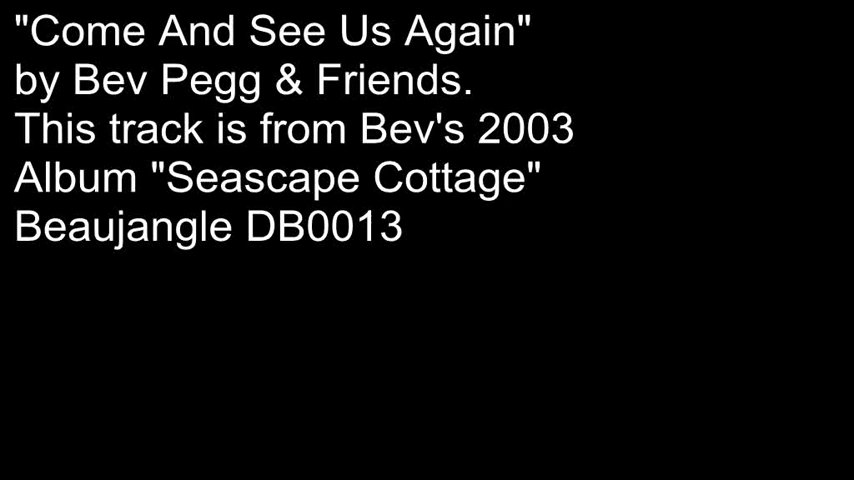 "Come And See Us Again"
by Bev Pegg & Friends.
This track is from Bev's 2003
Album "Seascape Cottage"
Beaujangle DB0013